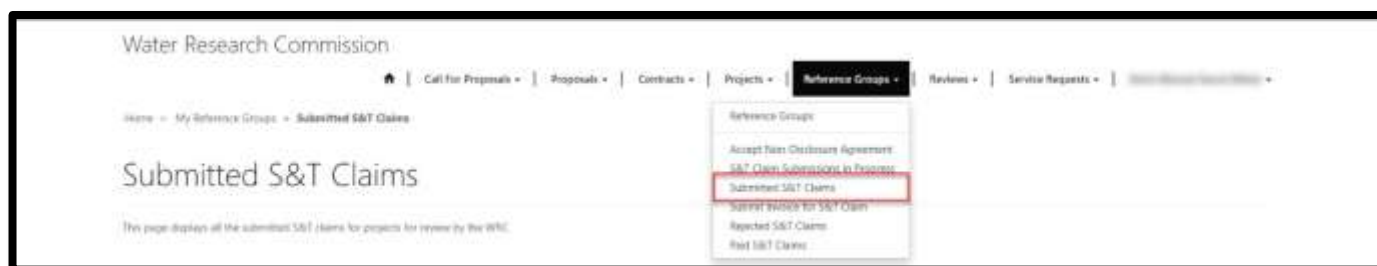 Water Research Commission
Call for Proposals | Proposals | Contracts | Projects | Reference Groups | Reviews | Service Requests |
Home > My Reference Groups > Submitted S&T Claims
Reference Groups
Accept Non Disclosure Agreement
S&T Claim Submissions in Progress
Submitted S&T Claims
Submit Invoice for S&T Claim
Rejected S&T Claims
Paid S&T Claims
Submitted S&T Claims
This page displays all the submitted S&T claims for projects for review by the WRC